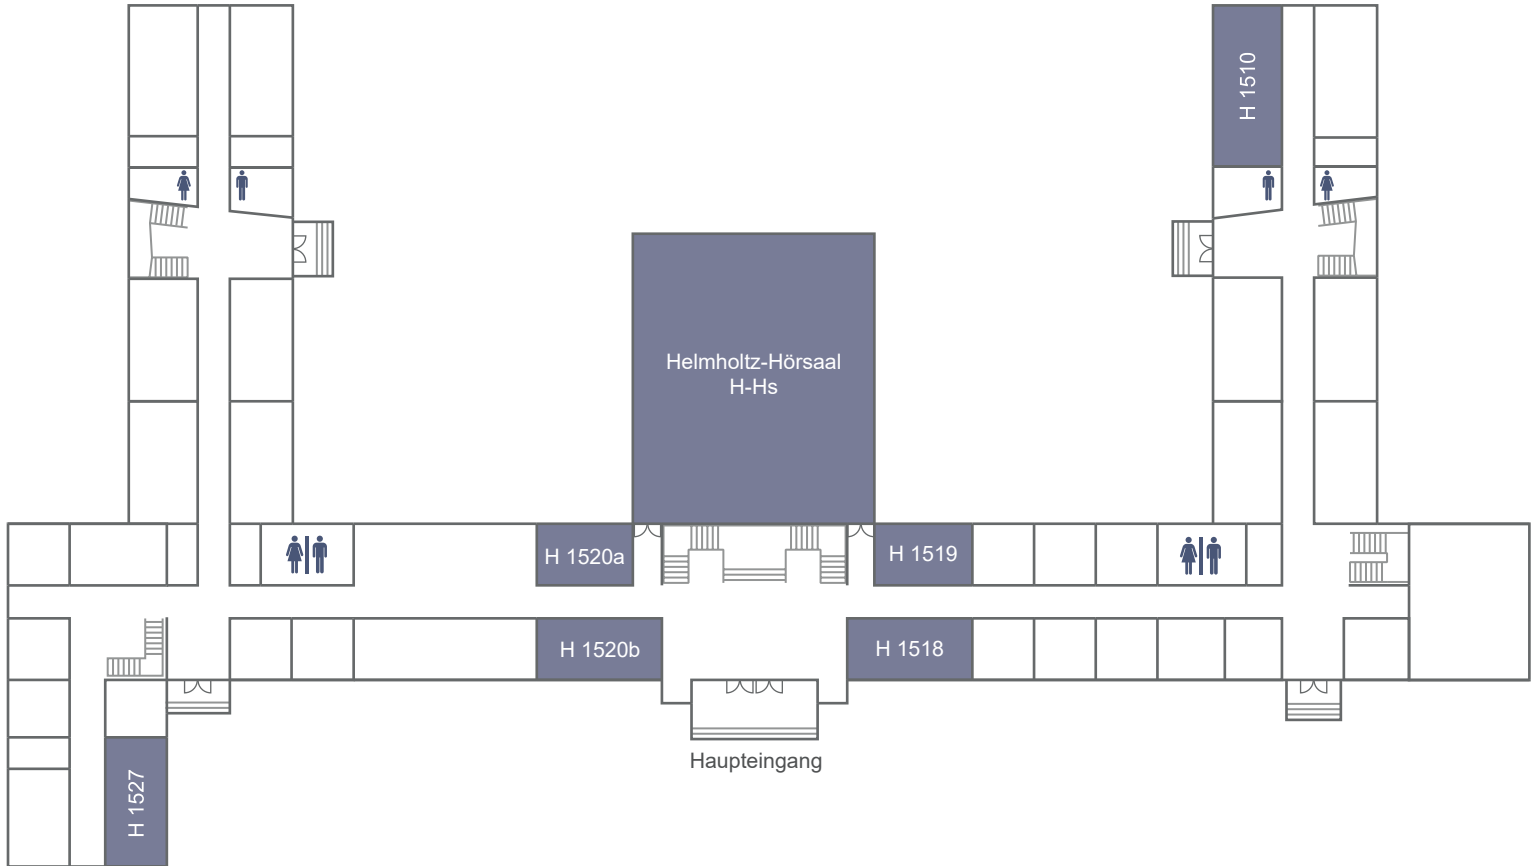 H 1510
Helmholtz-Hörsaal
H-Hs
H 1520a
H 1519
H 1520b
H 1518
Haupteingang
H 1527